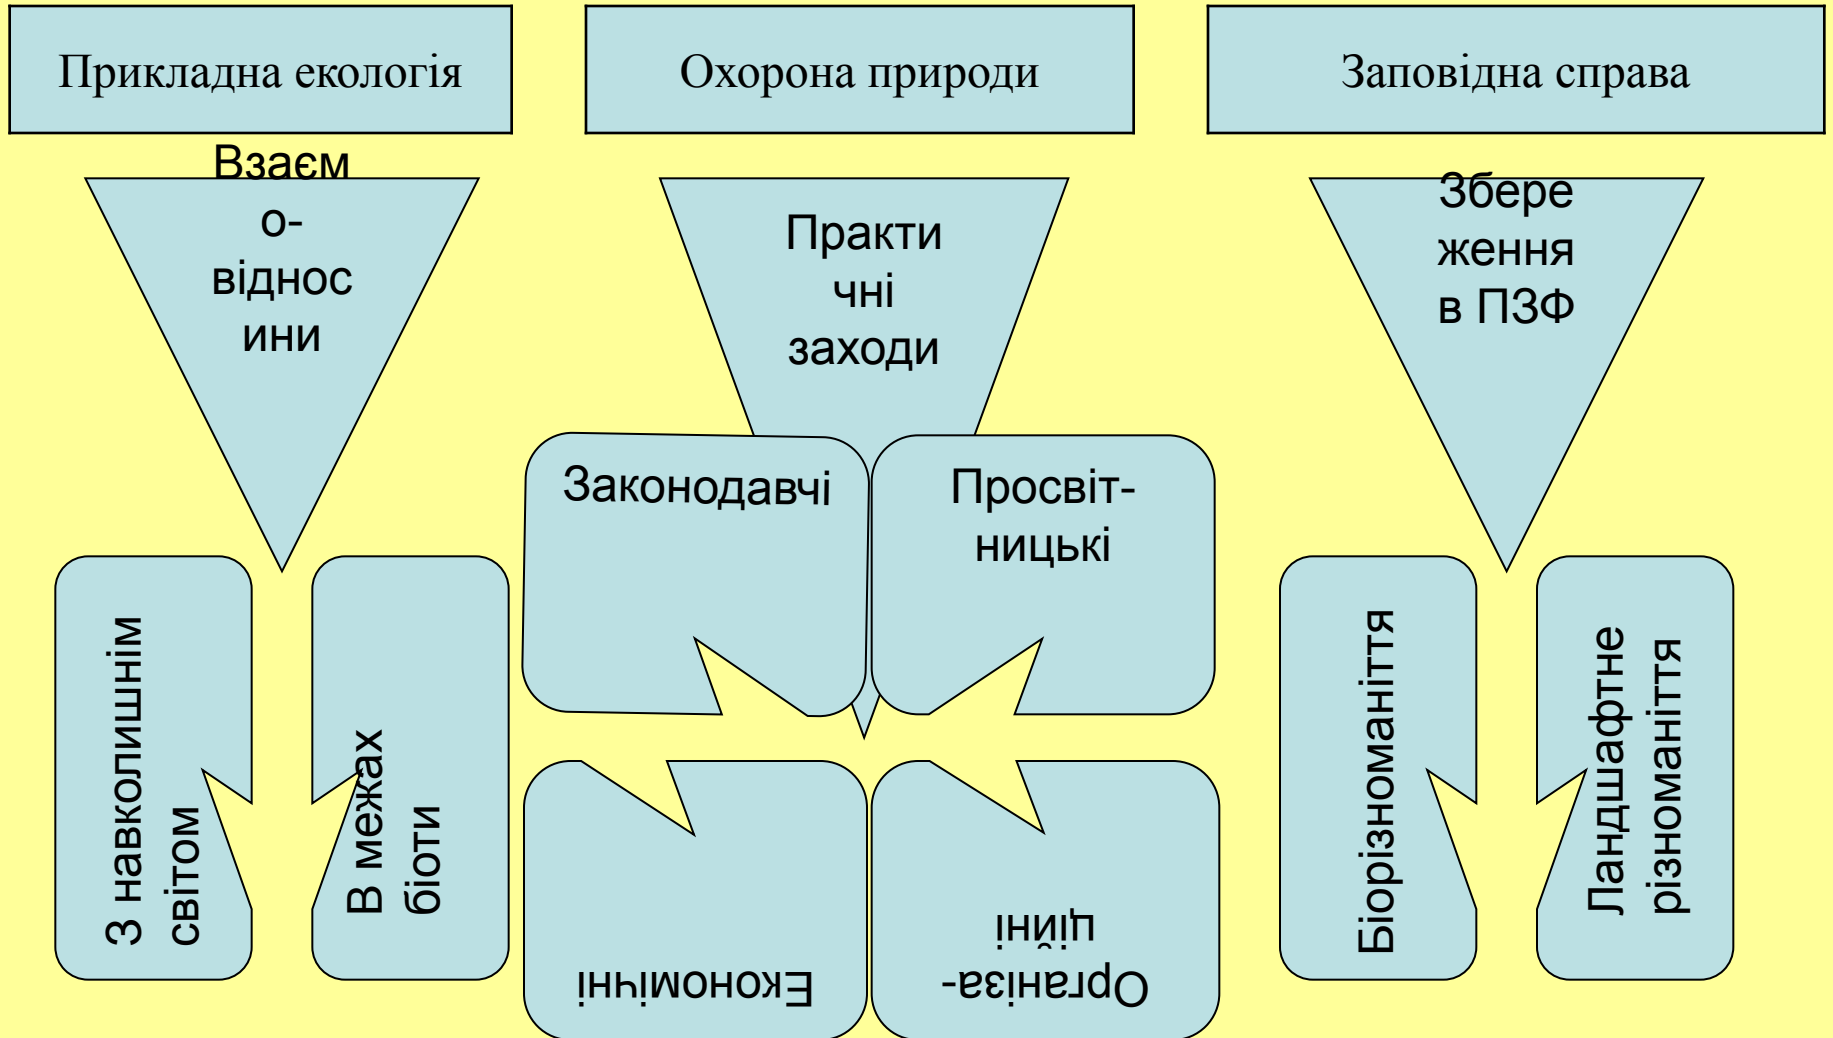 Прикладна екологія
Охорона природи
Заповідна справа
Взаєм
о-
віднос
ини
Практи
чні
заходи
Збере
ження
в ПЗФ
Законодавчі
Просвіт-
ницькі
З навколишнім
світом
В межах
біоти
Економічні
Організа-
ційні
Біорізноманіття
Ландшафтне
різноманіття